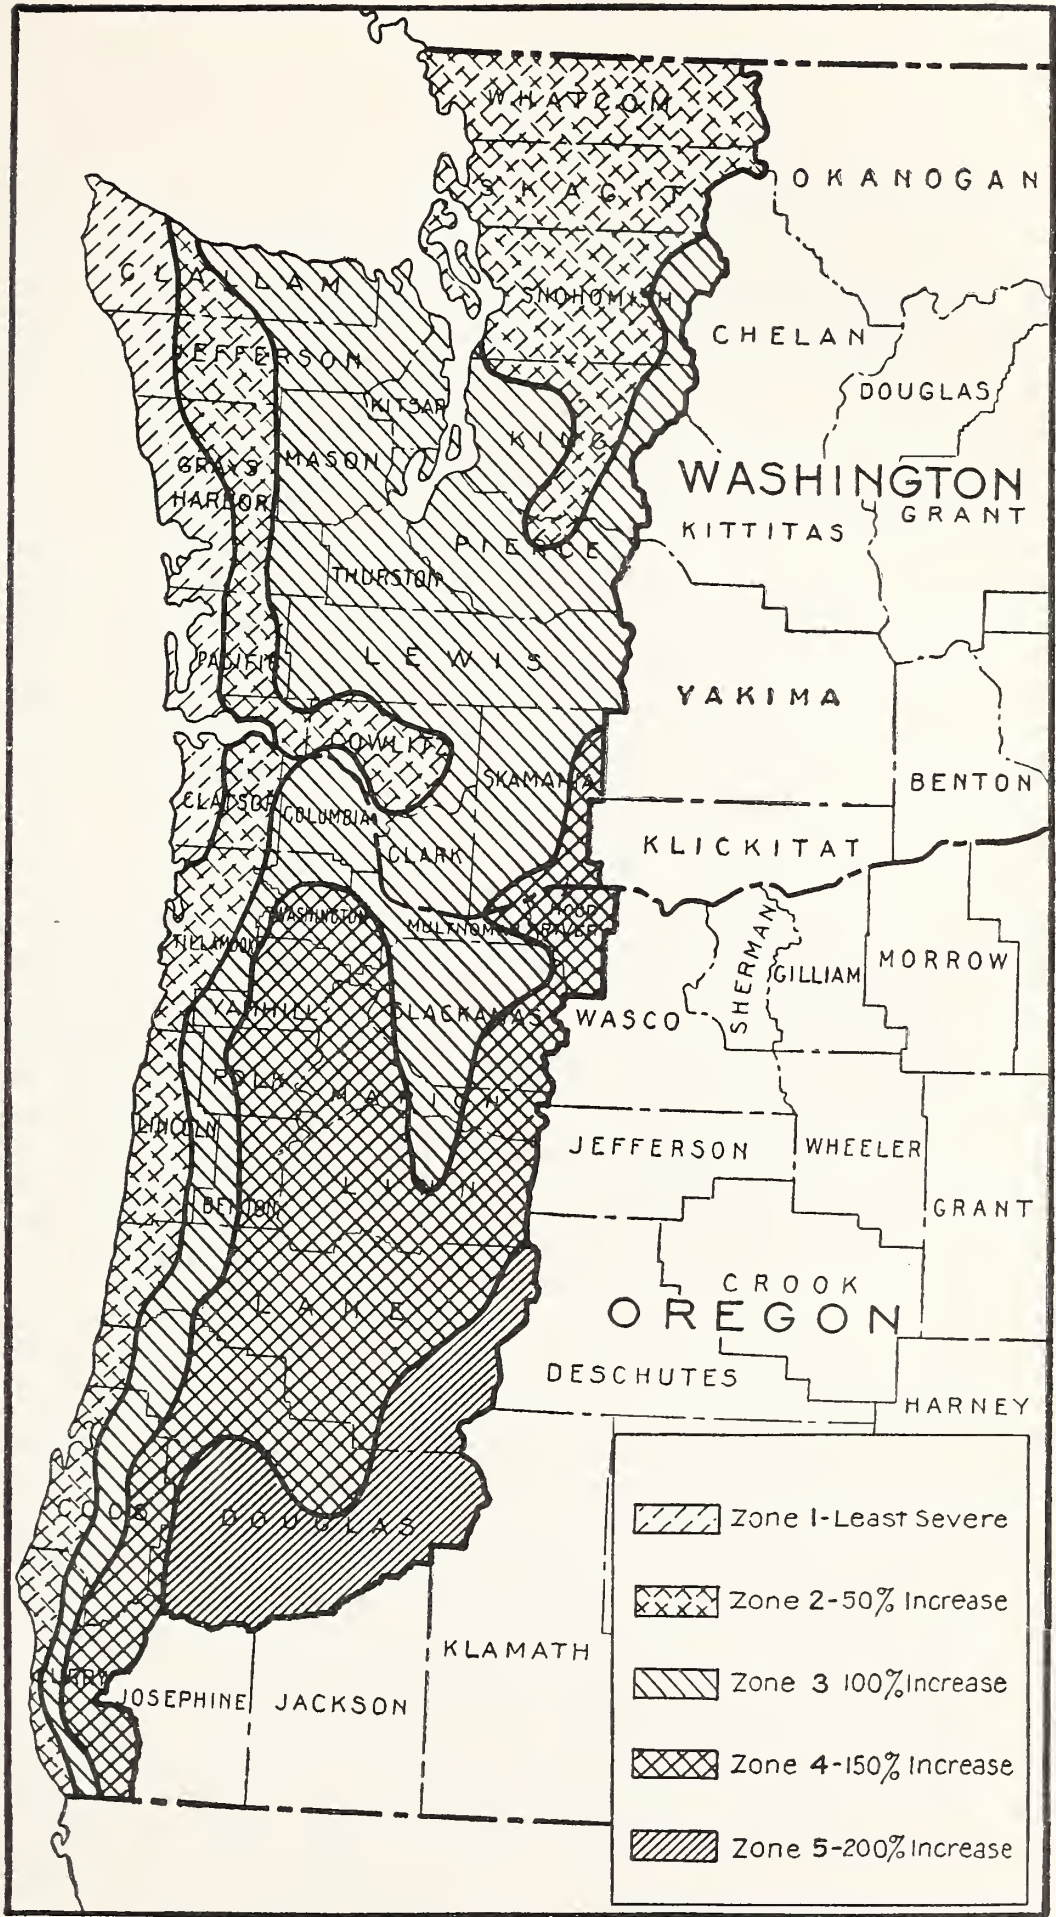 WHATCOM
SKAGIT
OKANOGAN
CLALLAM
SNOHOMISH
CHELAN
JEFFERSON
DOUGLAS
KITSAP
KING
GRAYS
HARBOR
MASON
WASHINGTON
GRANT
KITTITAS
PIERCE
THURSTON
PACIFIC
LEWIS
YAKIMA
COWLITZ
SKAMANIA
BENTON
CLATSOP
COLUMBIA
KLICKITAT
CLARK
WASHINGTON
MULTNOMAH
HOOD
RIVER
TILLAMOOK
SHERMAN
GILLIAM
MORROW
YAMHILL
CLACKAMAS
WASCO
POLK
MARION
LINCOLN
JEFFERSON
WHEELER
BENTON
LINN
GRANT
LANE
CROOK
OREGON
DESCHUTES
HARNEY
COOS
DOUGLAS
CURRY
JOSEPHINE
JACKSON
KLAMATH
Zone 1-Least Severe
Zone 2-50% Increase
Zone 3 100% Increase
Zone 4-150% Increase
Zone 5-200% Increase